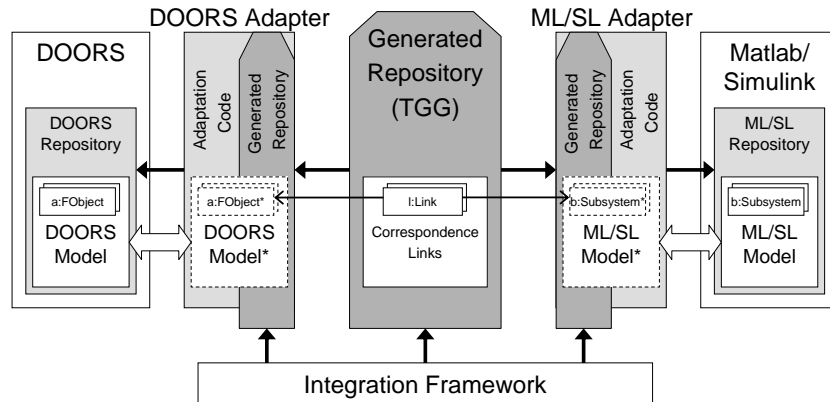 DOORS Adapter
ML/SL Adapter
DOORS
Adaptation
Code
Generated
Repository
Generated
Repository
(TGG)
Generated
Repository
Adaptation
Code
Matlab/
Simulink
DOORS
Repository
ML/SL
Repository
a:FObject
DOORS
Model
a:FObject*
DOORS
Model*
l:Link
Correspondence
Links
b:Subsystem*
ML/SL
Model*
b:Subsystem
ML/SL
Model
Integration Framework